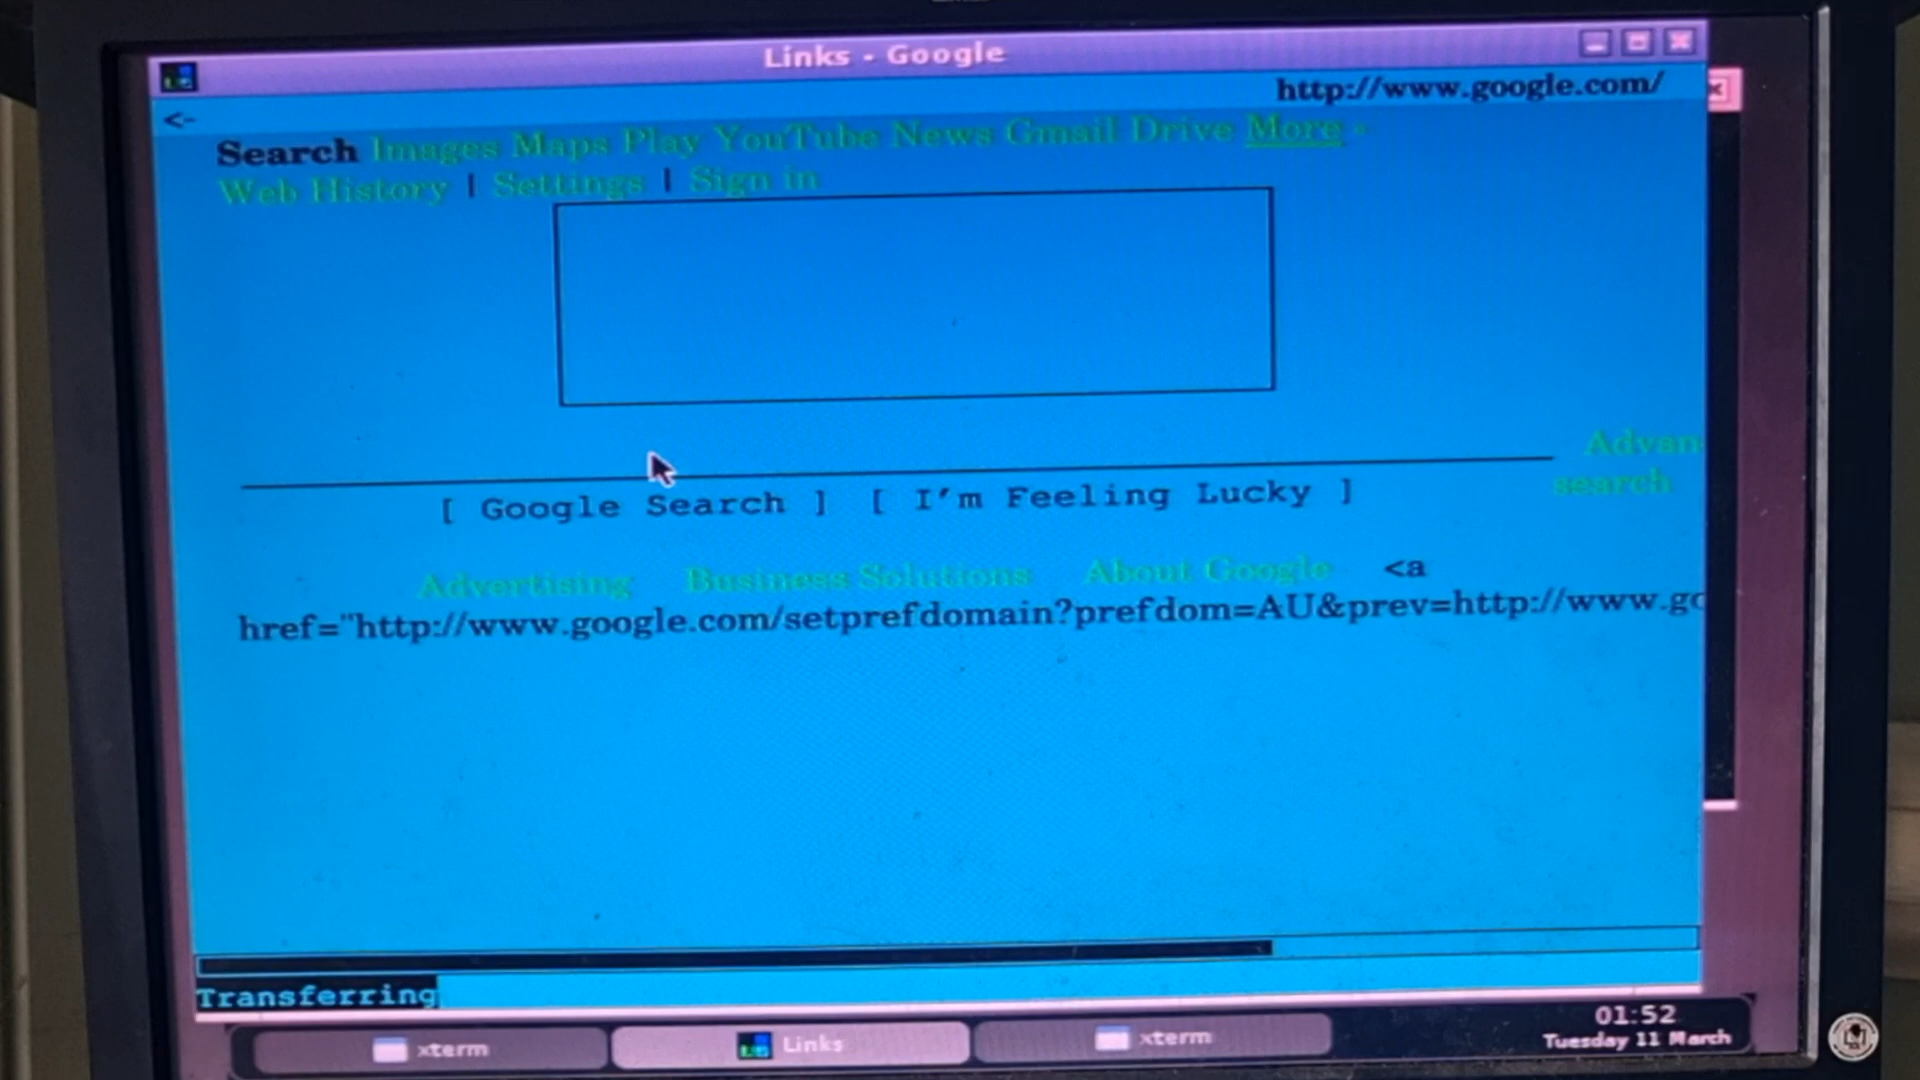 Links - Google
http://www.google.com/
<-
Search Images Maps Play YouTube News Gmail Drive More »
Web History | Settings | Sign in
Advan
search
[ Google Search ] [ I'm Feeling Lucky ]
Advertising Business Solutions About Google <a
href="http://www.google.com/setprefdomain?prefdom=AU&prev=http://www.go
Transferring
xterm Links xterm
01:52
Tuesday 11 March